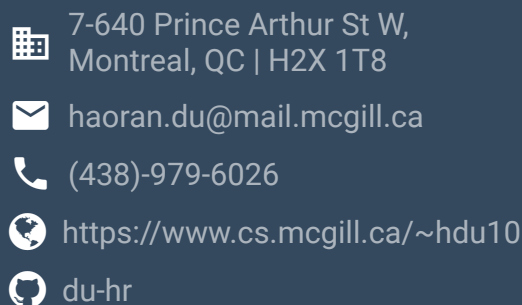 7-640 Prince Arthur St W,
Montreal, QC | H2X 1T8
haoran.du@mail.mcgill.ca
(438)-979-6026
https://www.cs.mcgill.ca/~hdu10
du-hr